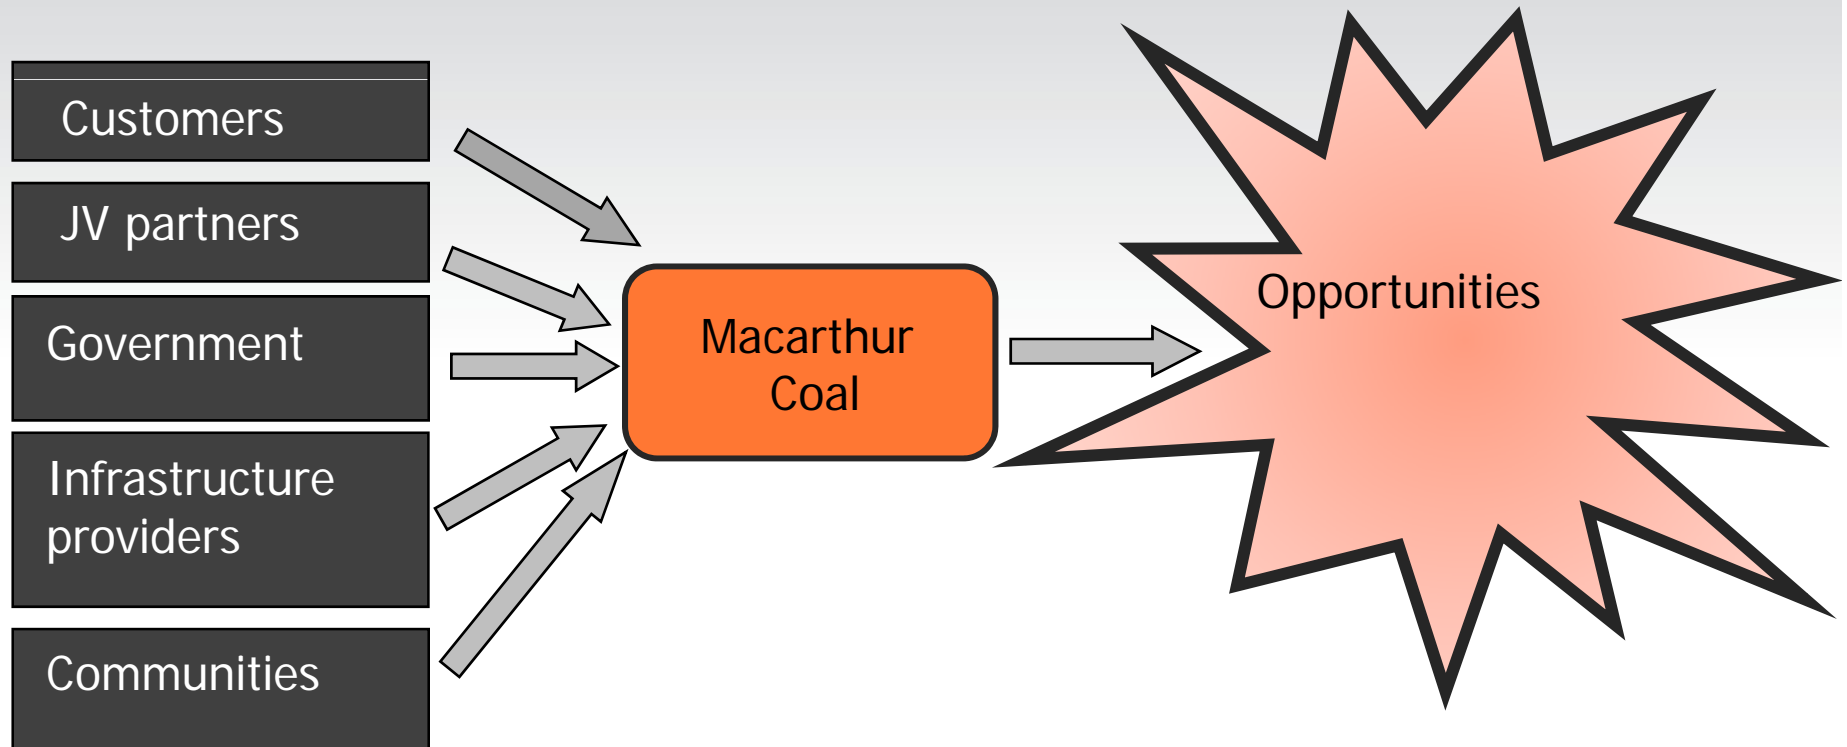 Customers
JV partners
Government
Infrastructure
providers
Communities
Macarthur
Coal
Opportunities